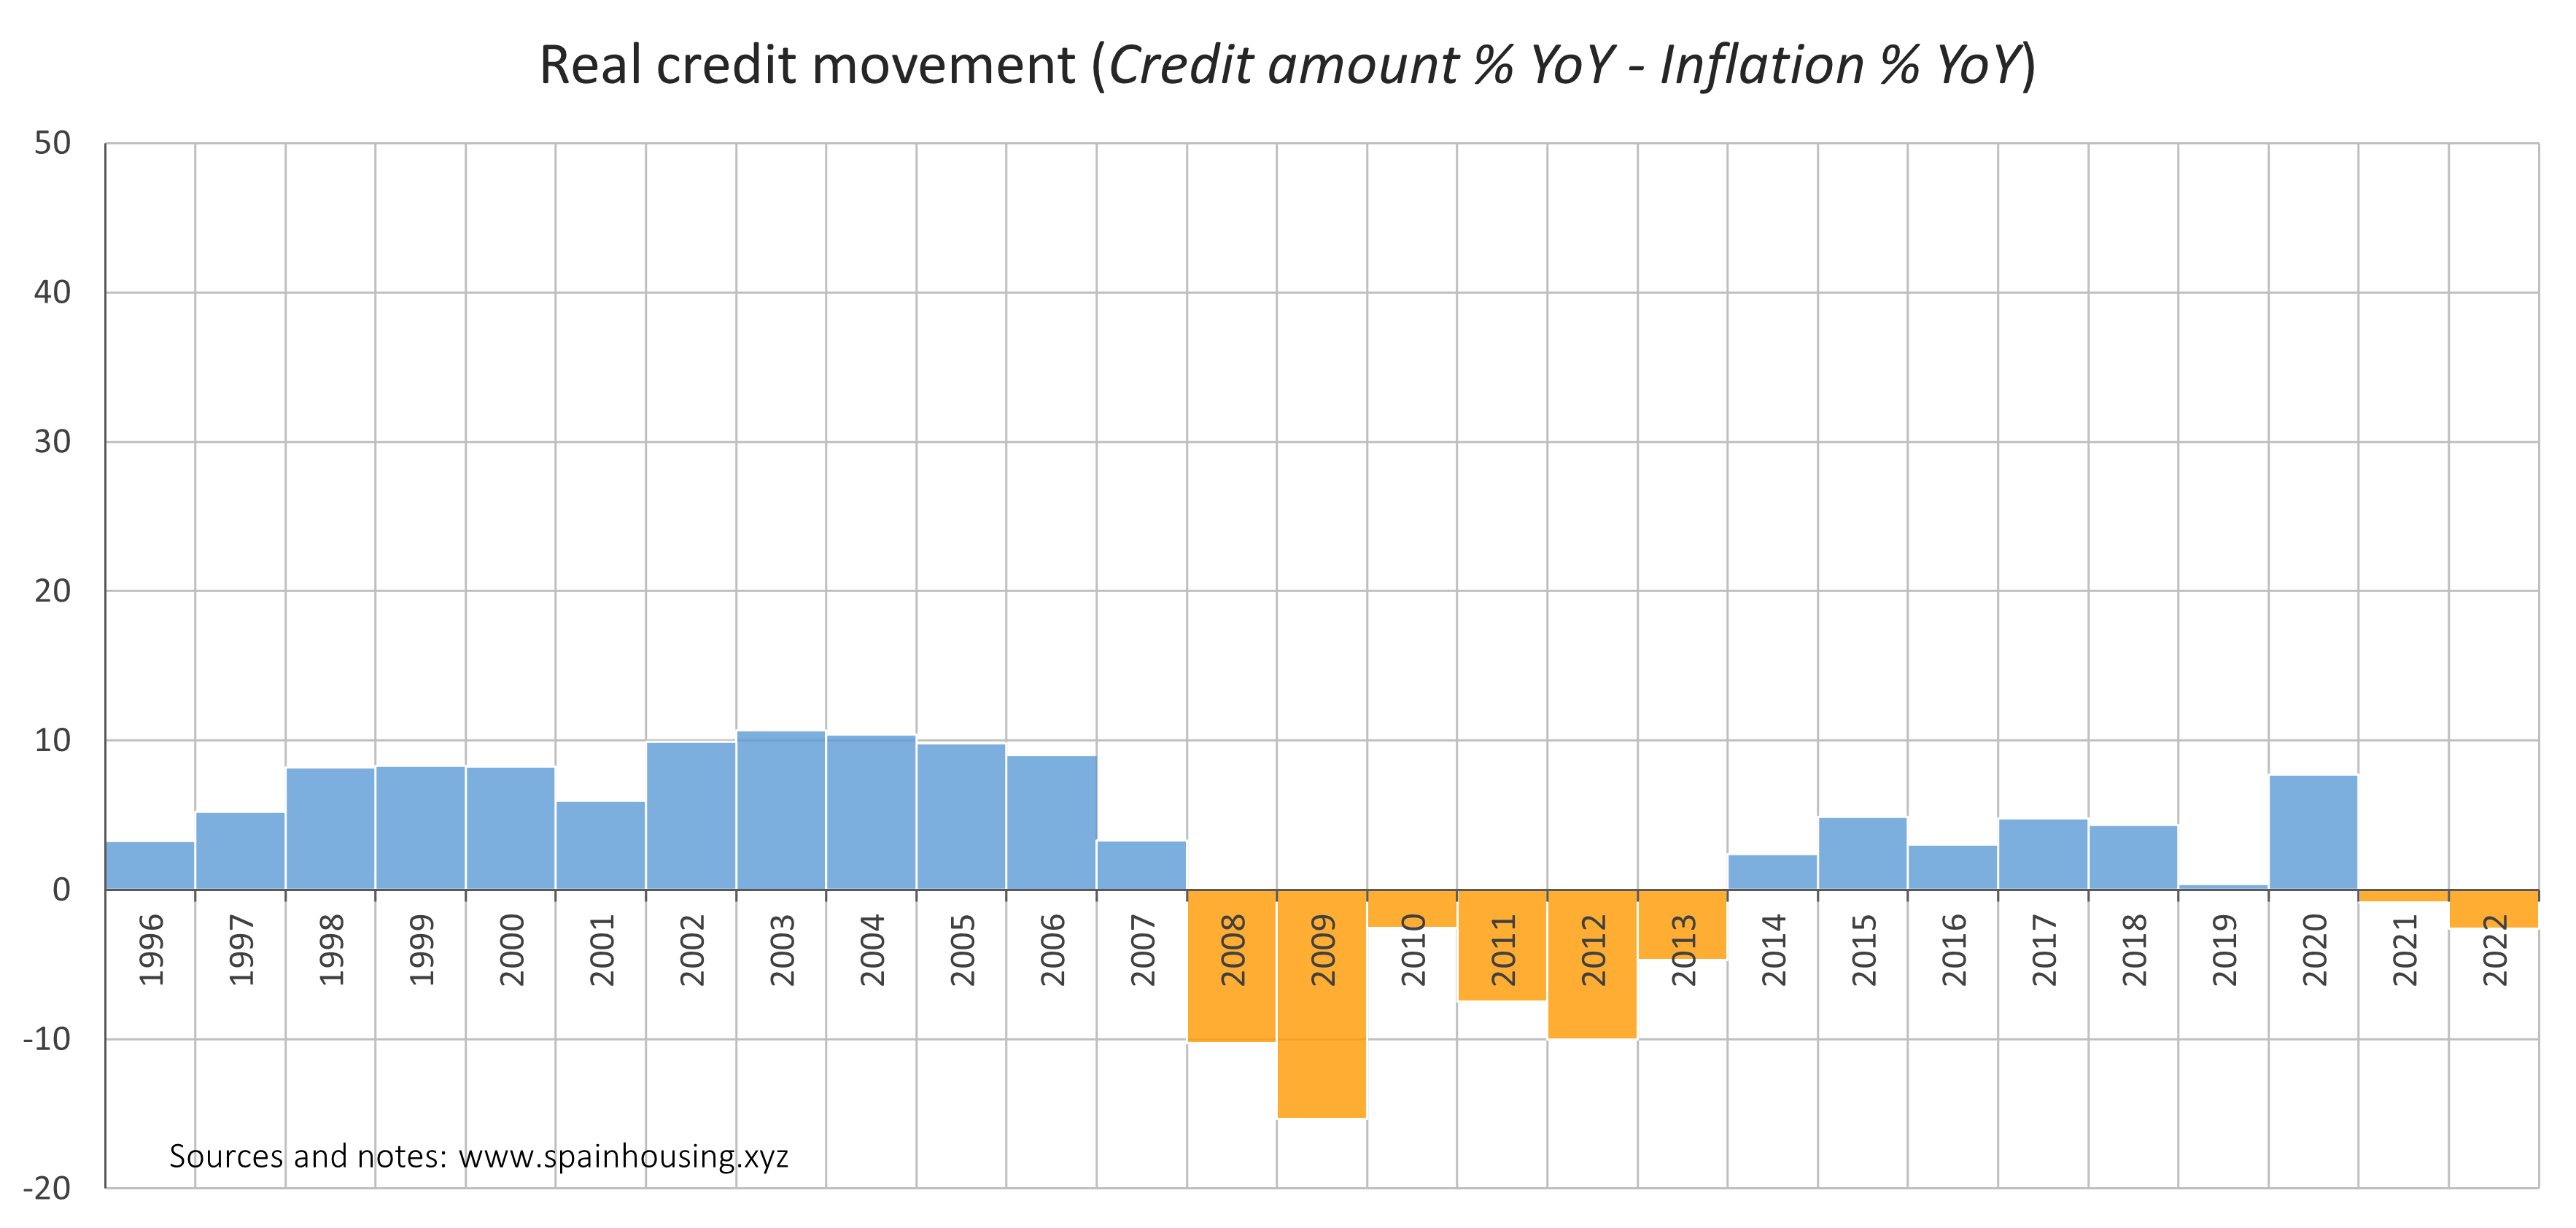 Real credit movement (Credit amount % YoY - Inflation % YoY)
50
40
30
20
10
0
1996 1997 1998 1999 2000 2001 2002 2003 2004 2005 2006 2007 2008 2009 2010 2011 2012 2013 2014 2015 2016 2017 2018 2019 2020 2021 2022
-10
Sources and notes: www.spainhousing.xyz
-20